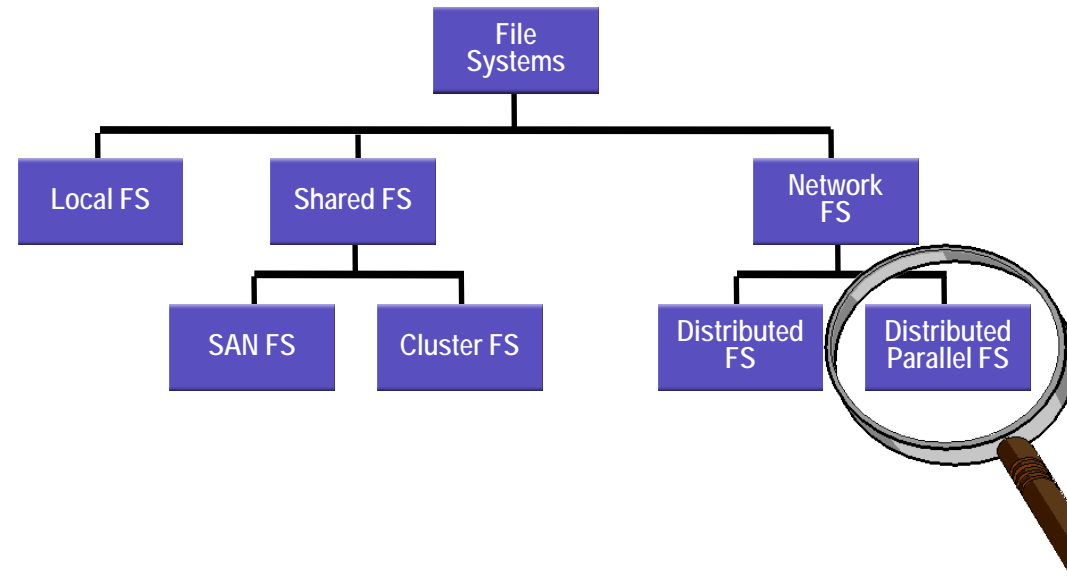 File
Systems
Local FS
Shared FS
Network
FS
SAN FS
Cluster FS
Distributed
FS
Distributed
Parallel FS